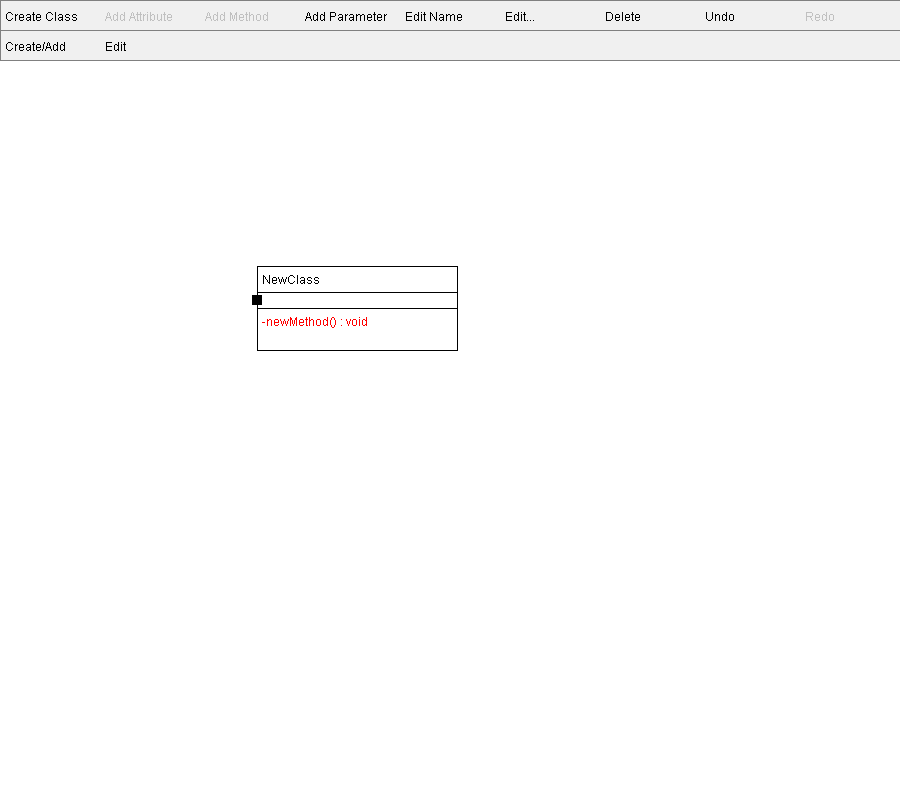 Create Class Add Attribute Add Method Add Parameter Edit Name Edit... Delete Undo Redo
Create/Add Edit
NewClass
-newMethod() : void